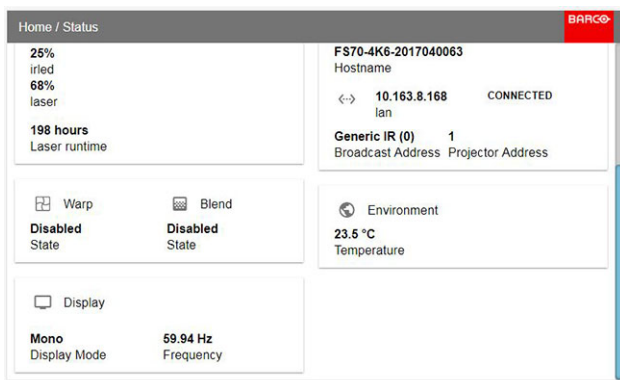 Home / Status
BARCO
25%
irled
68%
laser
198 hours
Laser runtime
FS70-4K6-2017040063
Hostname
10.163.8.168 CONNECTED
lan
Generic IR (0) 1
Broadcast Address Projector Address
Warp Blend
Disabled Disabled
State State
Environment
23.5 °C
Temperature
Display
Mono 59.94 Hz
Display Mode Frequency